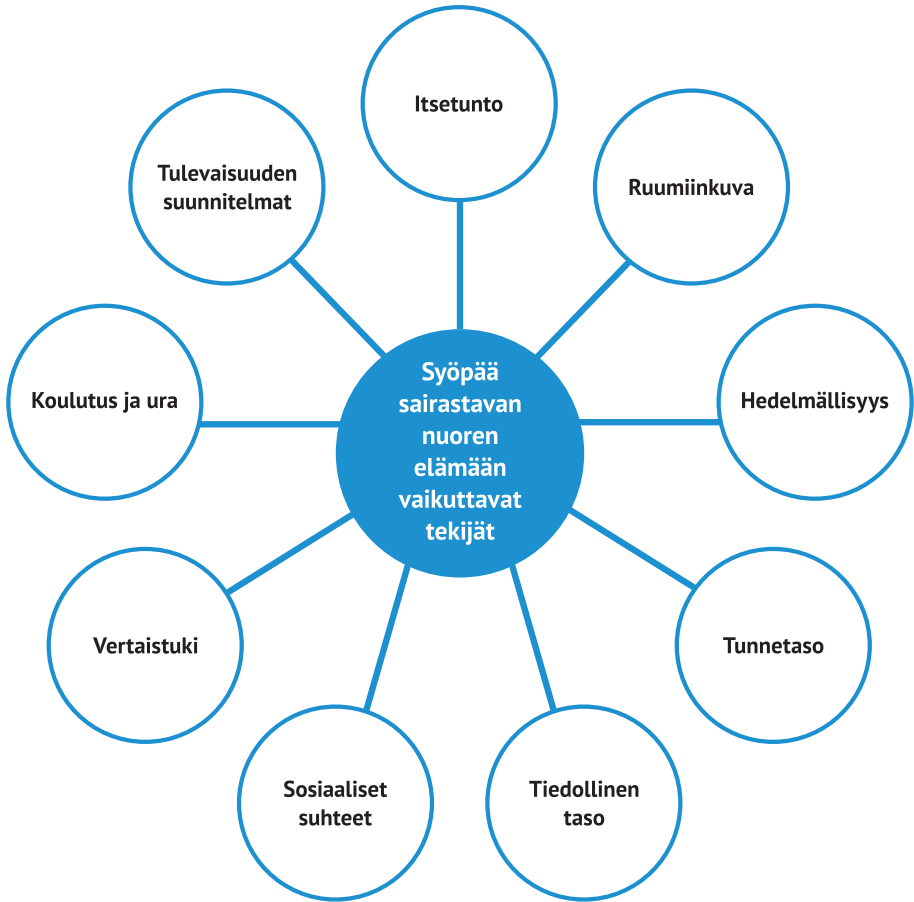 Itsetunto
Ruumiinkuva
Hedelmällisyys
Tunnetaso
Tiedollinen
taso
Sosiaaliset
suhteet
Vertaistuki
Koulutus ja ura
Tulevaisuuden
suunnitelmat
Syöpää
sairastavan
nuoren
elämään
vaikuttavat
tekijät